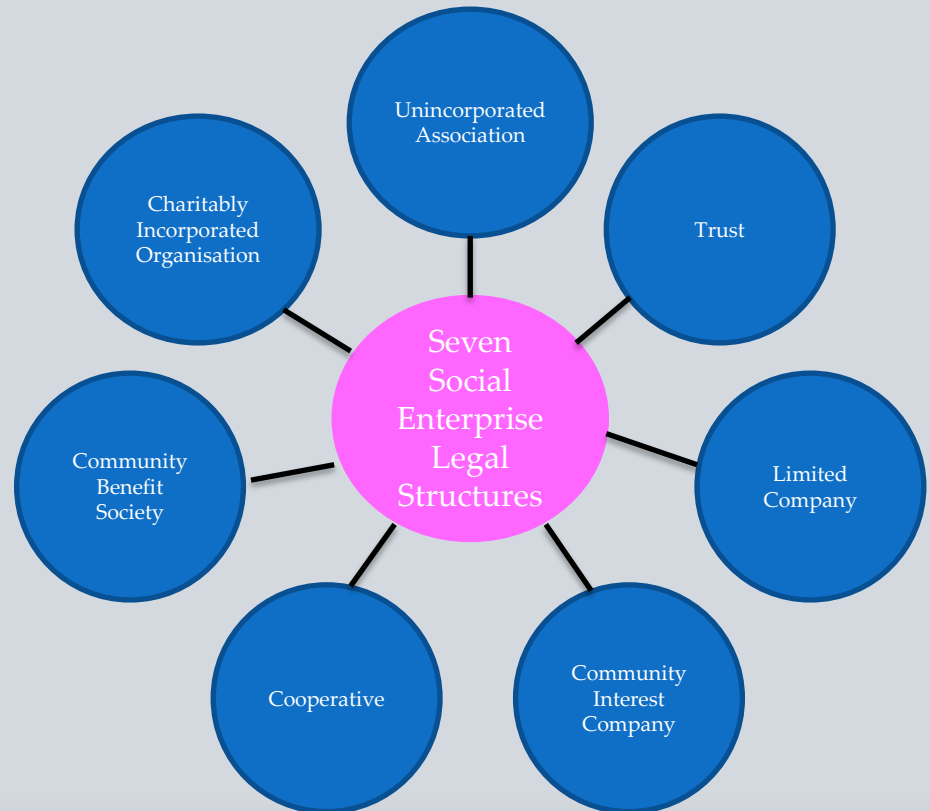 Seven
Social
Enterprise
Legal
Structures
Unincorporated
Association
Trust
Limited
Company
Community
Interest
Company
Cooperative
Community
Benefit
Society
Charitably
Incorporated
Organisation